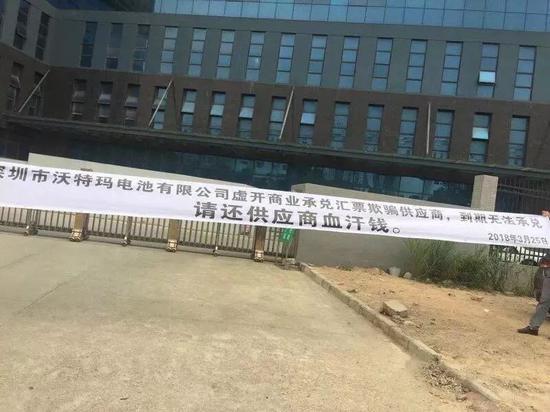 深圳市沃特玛电池有限公司虚开商业承兑汇票欺骗供应商，到期无法承兑
请还供应商血汗钱。
2018年3月26日